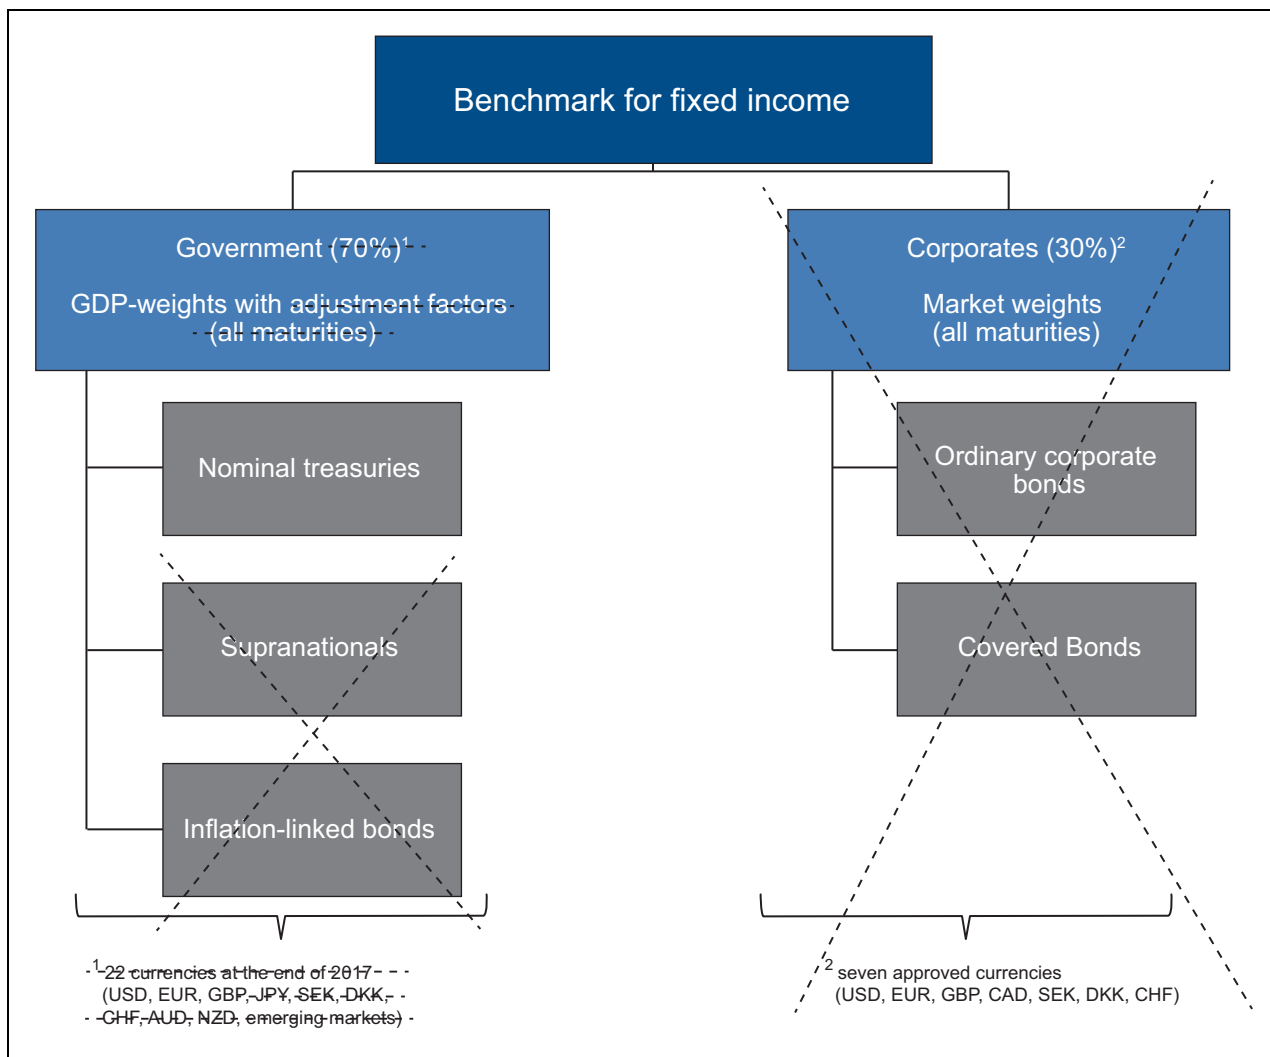 Benchmark for fixed income
Government (70%)1
GDP-weights with adjustment factors
(all maturities)
Nominal treasuries
Supranationals
Inflation-linked bonds
1 22 currencies at the end of 2017
(USD, EUR, GBP, JPY, SEK, DKK,
CHF, AUD, NZD, emerging markets)
Corporates (30%)2
Market weights
(all maturities)
Ordinary corporate
bonds
Covered Bonds
2 seven approved currencies
(USD, EUR, GBP, CAD, SEK, DKK, CHF)